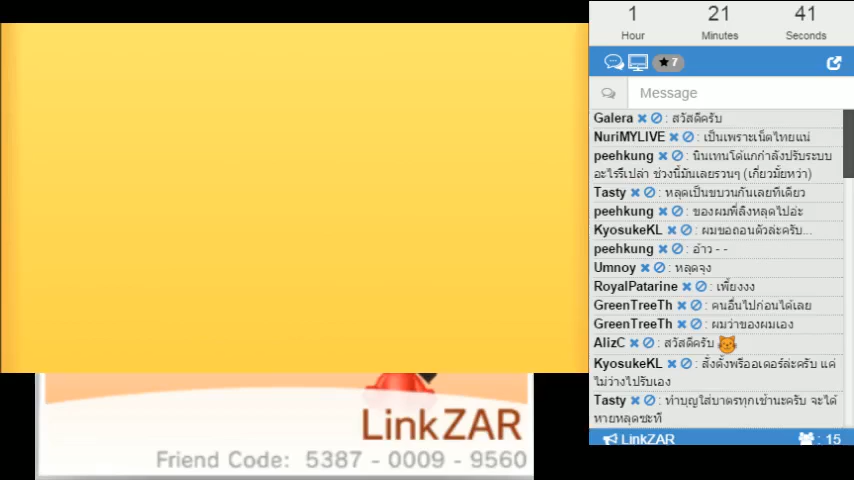 1 21 41
Hour Minutes Seconds
7
Message
Galera : สวัสดีครับ
NuriMYLIVE : เป็นเพราะเน็ตไทยแน่
peehkung : นินเทนโด้แกกำลังปรับระบบ
อะไรรึเปล่า ช่วงนี้มันเลยรวนๆ (เกี่ยวมั้ยหว่า)
Tasty : หลุดเป็นขบวนกันเลยทีเดียว
peehkung : ของผมพี่ลิงหลุดไปอ่ะ
KyosukeKL : ผมขอถอนตัวล่ะครับ...
peehkung : อ้าว - -
Umnoy : หลุดจุง
RoyalPatarine : เพี้ยงงง
GreenTreeTh : คนอื่นไปก่อนได้เลย
GreenTreeTh : ผมว่าของผมเอง
AlizC : สวัสดีครับ
KyosukeKL : สั่งตั้งพรีออเดอร์ล่ะครับ แค่
ไม่ว่างไปรับเอง
Tasty : ทำบุญใส่บาตรทุกเช้านะครับ จะได้
หายหลุดซะที
LinkZAR : 15
LinkZAR
Friend Code: 5387 - 0009 - 9560